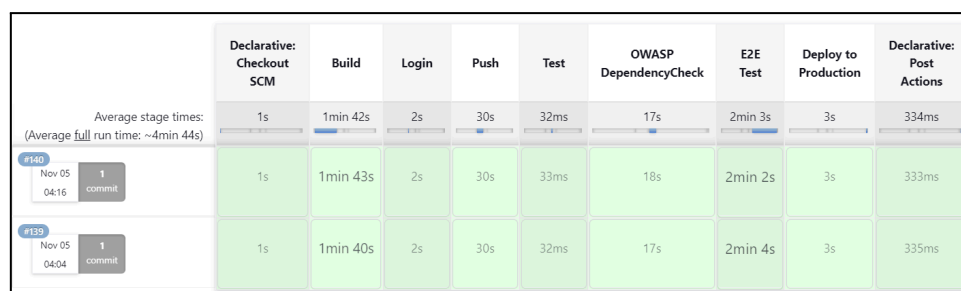 Declarative: Checkout SCM
Build
Login
Push
Test
OWASP DependencyCheck
E2E Test
Deploy to Production
Declarative: Post Actions
Average stage times:
(Average full run time: ~4min 44s)
1s
1min 42s
2s
30s
32ms
17s
2min 3s
3s
334ms
#140
Nov 05
04:16
1
commit
1s
1min 43s
2s
30s
33ms
18s
2min 2s
3s
333ms
#139
Nov 05
04:04
1
commit
1s
1min 40s
2s
30s
32ms
17s
2min 4s
3s
335ms